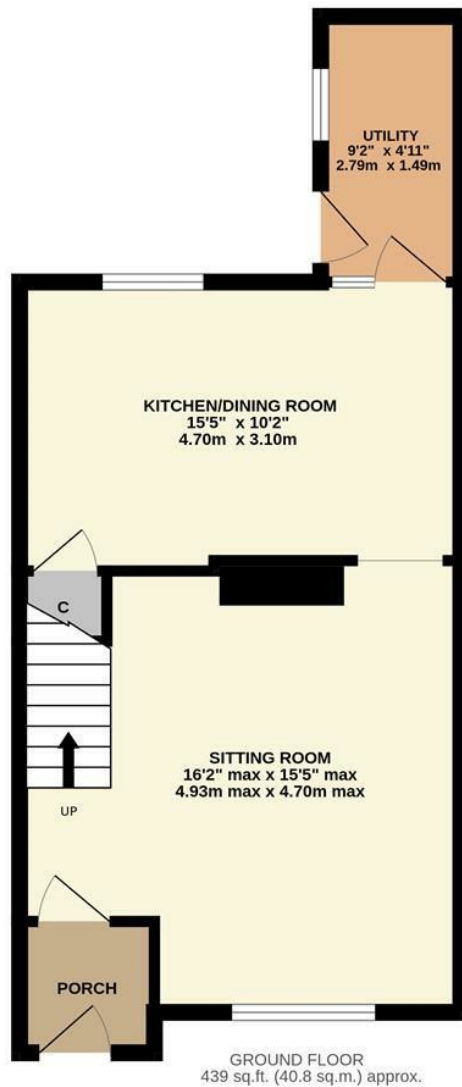 UTILITY
9'2" x 4'11"
2.79m x 1.49m
KITCHEN/DINING ROOM
15'5" x 10'2"
4.70m x 3.10m
C
SITTING ROOM
16'2" max x 15'5" max
4.93m max x 4.70m max
UP
PORCH
GROUND FLOOR
439 sq.ft. (40.8 sq.m.) approx.